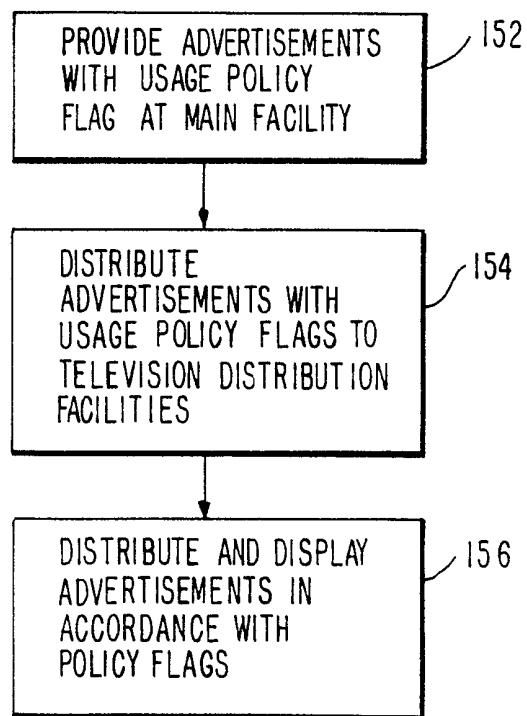 PROVIDE ADVERTISEMENTS
WITH USAGE POLICY
FLAG AT MAIN FACILITY
152
DISTRIBUTE
ADVERTISEMENTS WITH
USAGE POLICY FLAGS TO
TELEVISION DISTRIBUTION
FACILITIES
154
DISTRIBUTE AND DISPLAY
ADVERTISEMENTS IN
ACCORDANCE WITH
POLICY FLAGS
156